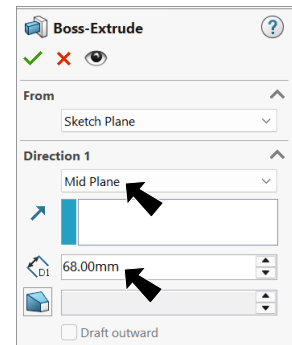 Boss-Extrude
?
From
Sketch Plane
Direction 1
Mid Plane
D1
68.00mm
Draft outward